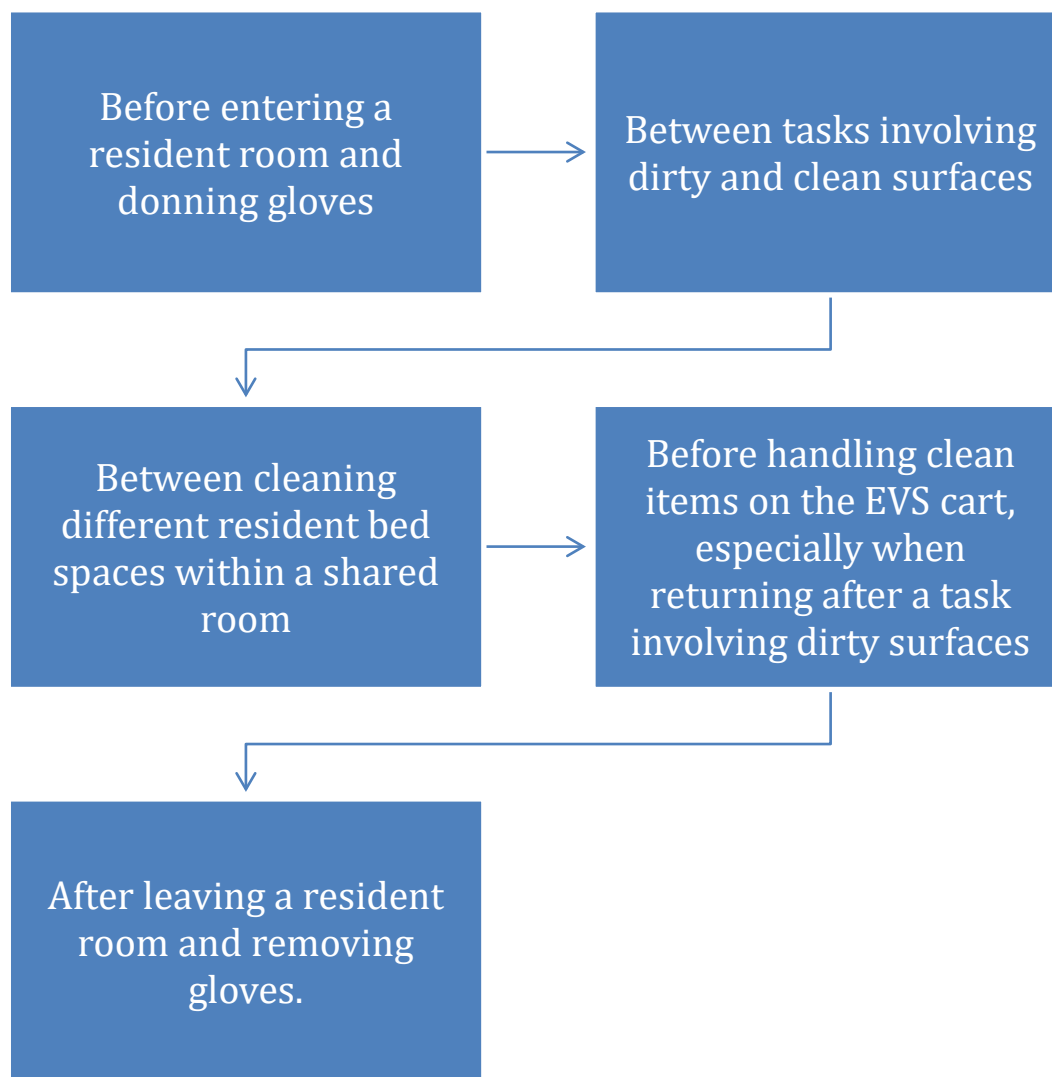 Before entering a
resident room and
donning gloves
Between tasks involving
dirty and clean surfaces
Between cleaning
different resident bed
spaces within a shared
room
Before handling clean
items on the EVS cart,
especially when
returning after a task
involving dirty surfaces
After leaving a resident
room and removing
gloves.